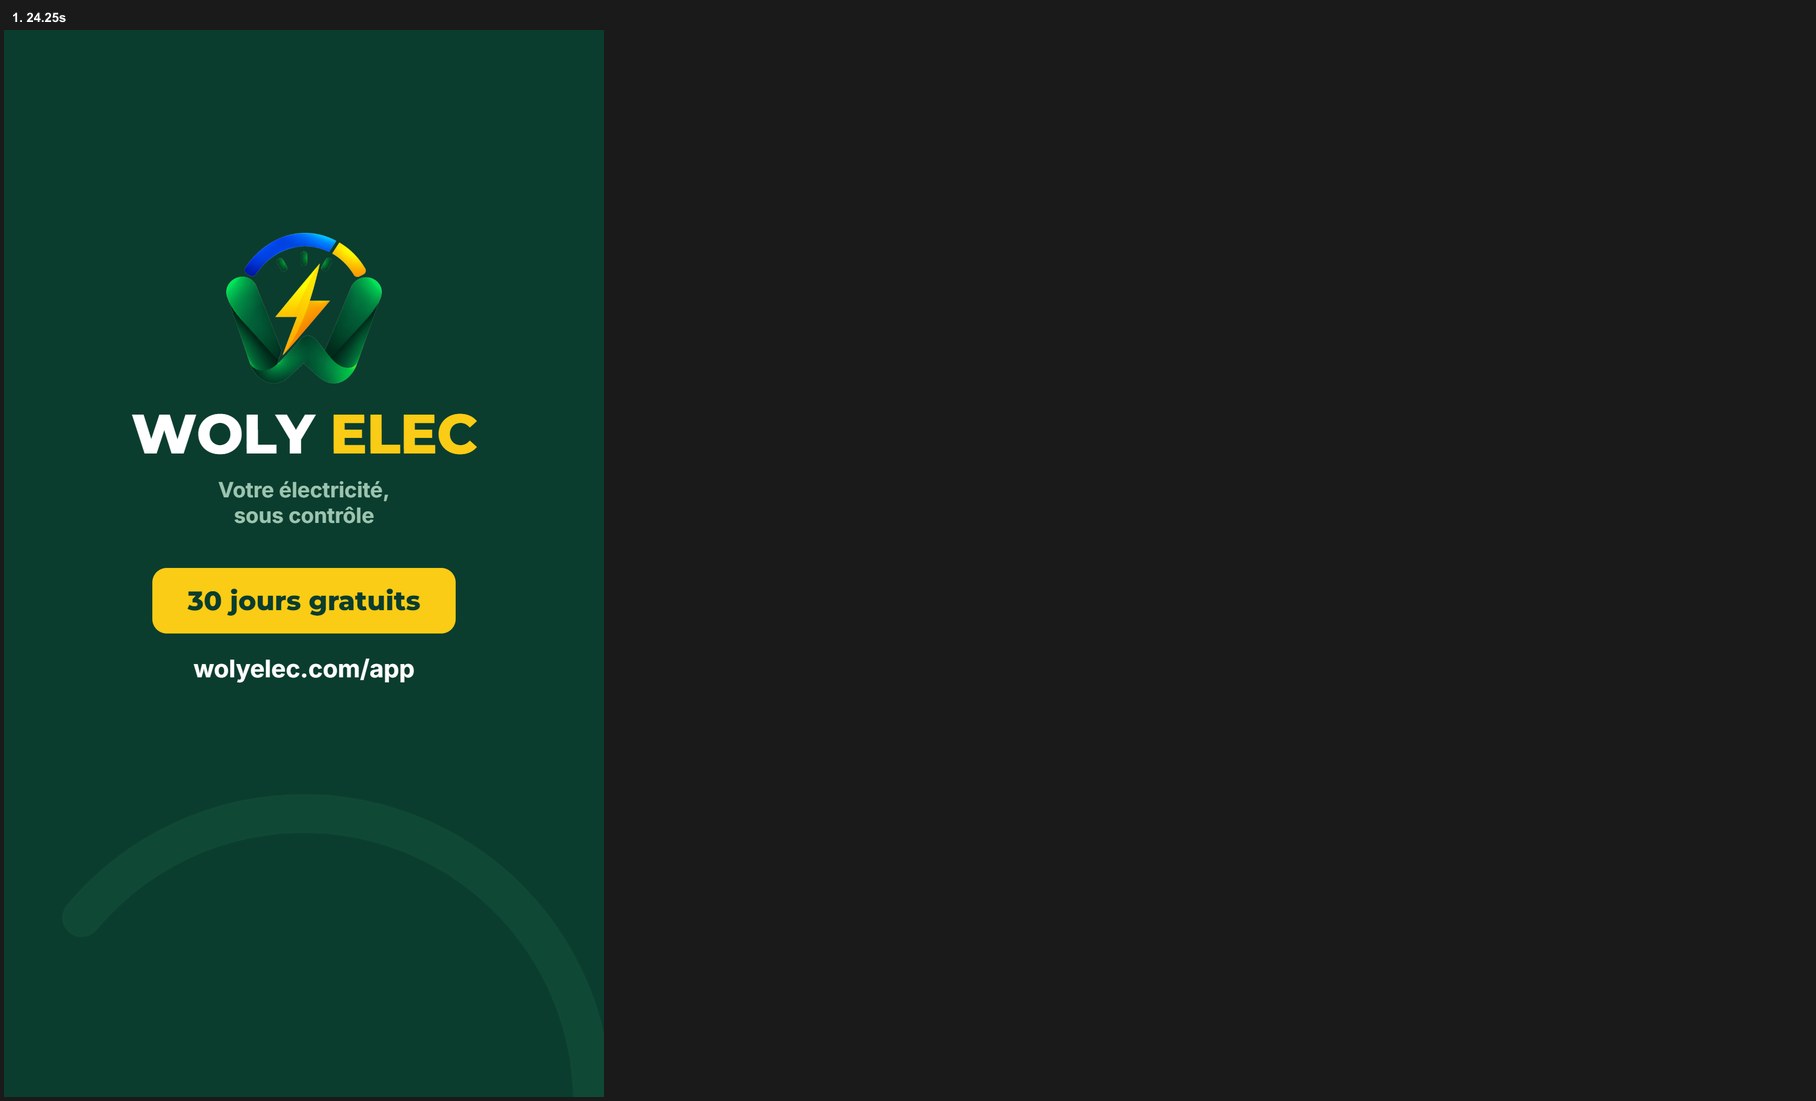 1. 24.25s
WOLY ELEC
Votre électricité,
sous contrôle
30 jours gratuits
wolyelec.com/app